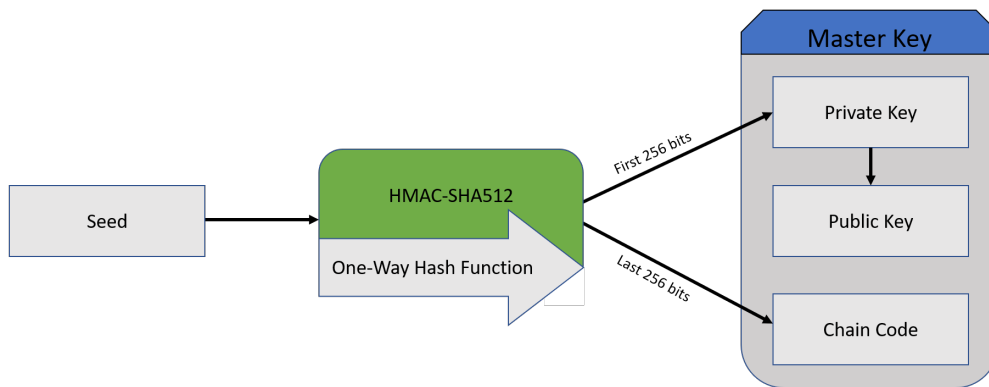 Master Key
Private Key
First 256 bits
HMAC-SHA512
Seed
Public Key
One-Way Hash Function
Last 256 bits
Chain Code